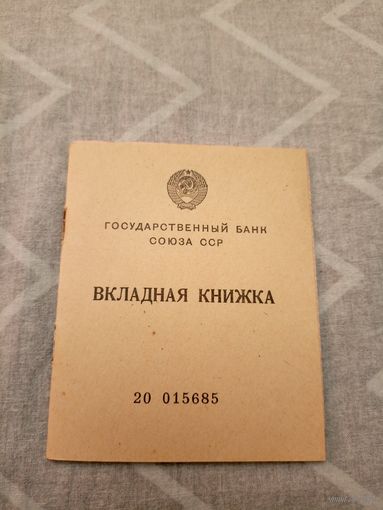 ГОСУДАРСТВЕННЫЙ БАНК
СОЮЗА ССР
ВКЛАДНАЯ КНИЖКА
20 015685